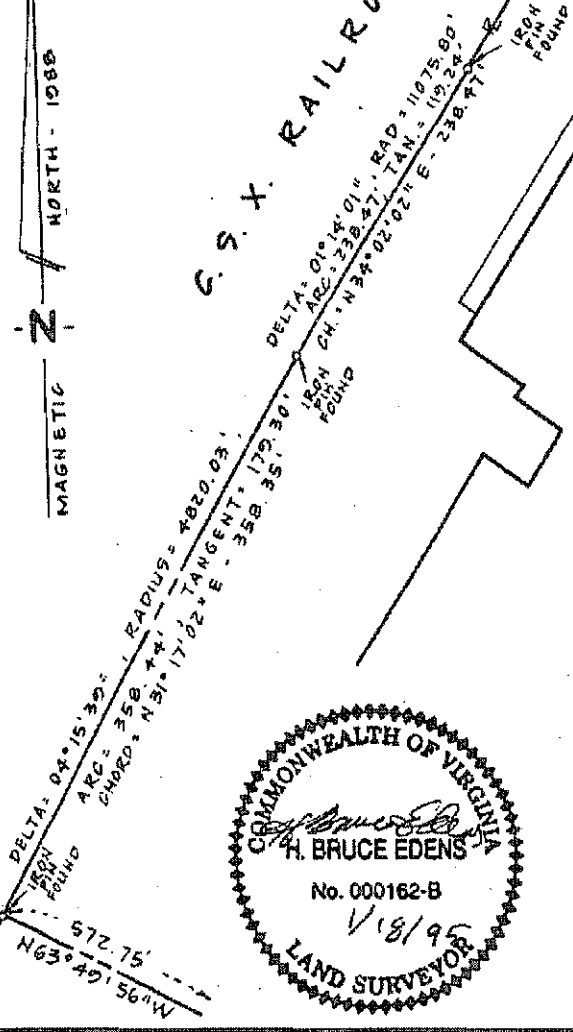 MAGNETIC
N
NORTH - 1988
C. S. X. RAILR
DELTA = 01° 14' 01" RAD = 11075.80'
ARC = 238.47', TAN. = 119.24'
CH. = N 34° 02' 02" E - 238.47'
IRON
PIN
FOUND
IRON
PIN
FOUND
DELTA = 04° 15' 39", RADIUS = 4820.03',
ARC = 358.44', TANGENT = 179.30'
CHORD = N 31° 17' 02" E - 358.35'
IRON
PIN
FOUND
572.75'
N63° 49' 56" W
COMMONWEALTH OF VIRGINIA
H. BRUCE EDENS
No. 000162-B
1/18/95
LAND SURVEYOR